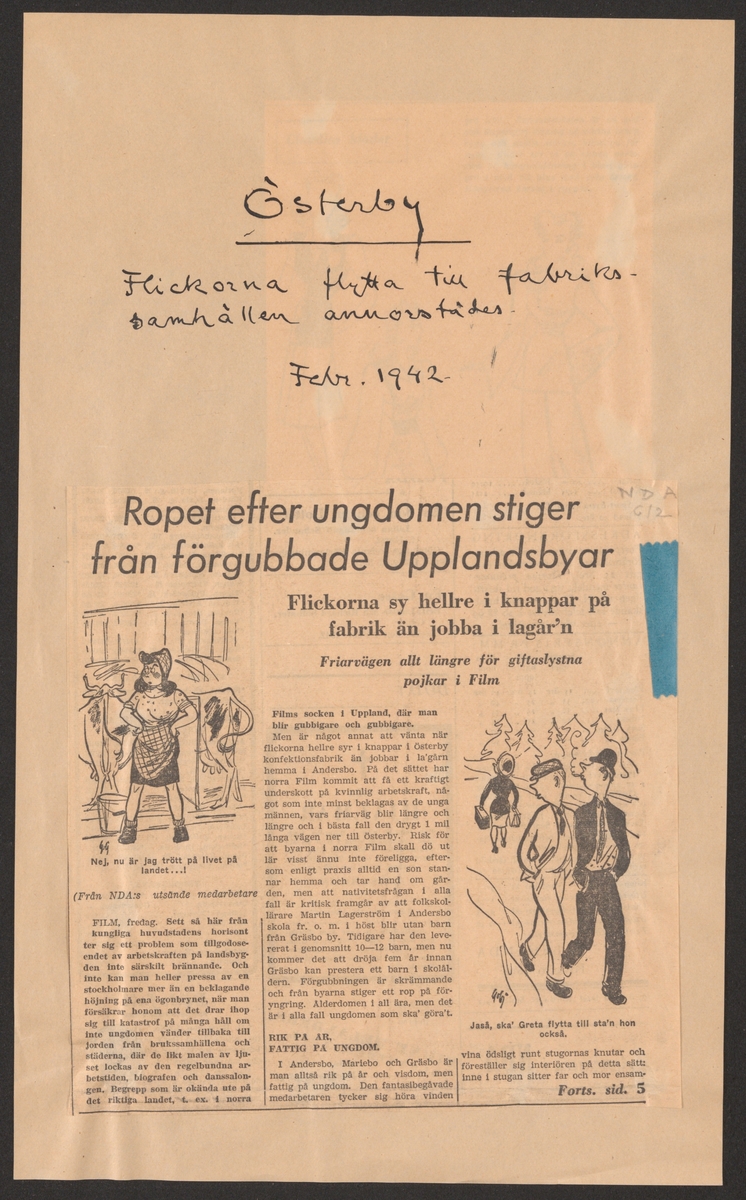 Österby
Flickorna flytta till fabriks-
samhällen annorstädes.
Febr. 1942.
NDA
6/2
Ropet efter ungdomen stiger
från förgubbade Upplandsbyar
Flickorna sy hellre i knappar på
fabrik än jobba i lagår'n
Friarvägen allt längre för giftaslystna
pojkar i Film
Nej, nu är jag trött på livet på
landet...!
(Från NDA:s utsände medarbetare
FILM, fredag. Sett så här från
kungliga huvudstadens horisont
ter sig ett problem som tillgodose-
endet av arbetskraften på landsbyg-
den inte särskilt brännande. Och
inte kan man heller pressa av en
stockholmare mer än en beklagande
höjning på ena ögonbrynet, när man
försäkrar honom att det drar ihop
sig till katastrof på många håll om
inte ungdomen vänder tillbaka till
jorden från brukssamhällena och
städerna, där de likt malen av lju-
set lockas av den regelbundna ar-
betstiden, biografen och danssalon-
gen. Begrepp som är okända ute på
det riktiga landet, t. ex. i norra
Films socken i Uppland, där man
blir gubbigare och gubbigare.
Men är något annat att vänta när
flickorna hellre syr i knappar i Österby
konfektionsfabrik än jobbar i la'gårn
hemma i Andersbo. På det sättet har
norra Film kommit att få ett kraftigt
underskott på kvinnlig arbetskraft, nå-
got som inte minst beklagas av de unga
männen, vars friarväg blir längre och
längre och i bästa fall den drygt 1 mil
långa vägen ner till Österby. Risk för
att byarna i norra Film skall dö ut
lär visst ännu inte föreligga, efter-
som enligt praxis alltid en son stan-
nar hemma och tar hand om går-
den, men att nativitetsfrågan i alla
fall är kritisk framgår av att folkskol-
lärare Martin Lagerström i Andersbo
skola fr. o. m. i höst blir utan barn
från Gräsbo by. Tidigare har den leve-
rerat i genomsnitt 10—12 barn, men nu
kommer det att dröja fem år innan
Gräsbo kan prestera ett barn i skolål-
dern. Förgubbningen är skrämmande
och från byarna stiger ett rop på för-
yngring. Ålderdomen i all ära, men det
är i alla fall ungdomen som ska' göra't.
RIK PÅ ÅR,
FATTIG PÅ UNGDOM.
I Andersbo, Mariebo och Gräsbo är
man alltså rik på år och visdom, men
fattig på ungdom. Den fantasibegåvade
medarbetaren tycker sig höra vinden
Jaså, ska' Greta flytta till sta'n hon
också.
vina ödsligt runt stugornas knutar och
föreställer sig interiören på detta sätt:
inne i stugan sitter far och mor ensam-
Forts. sid. 5